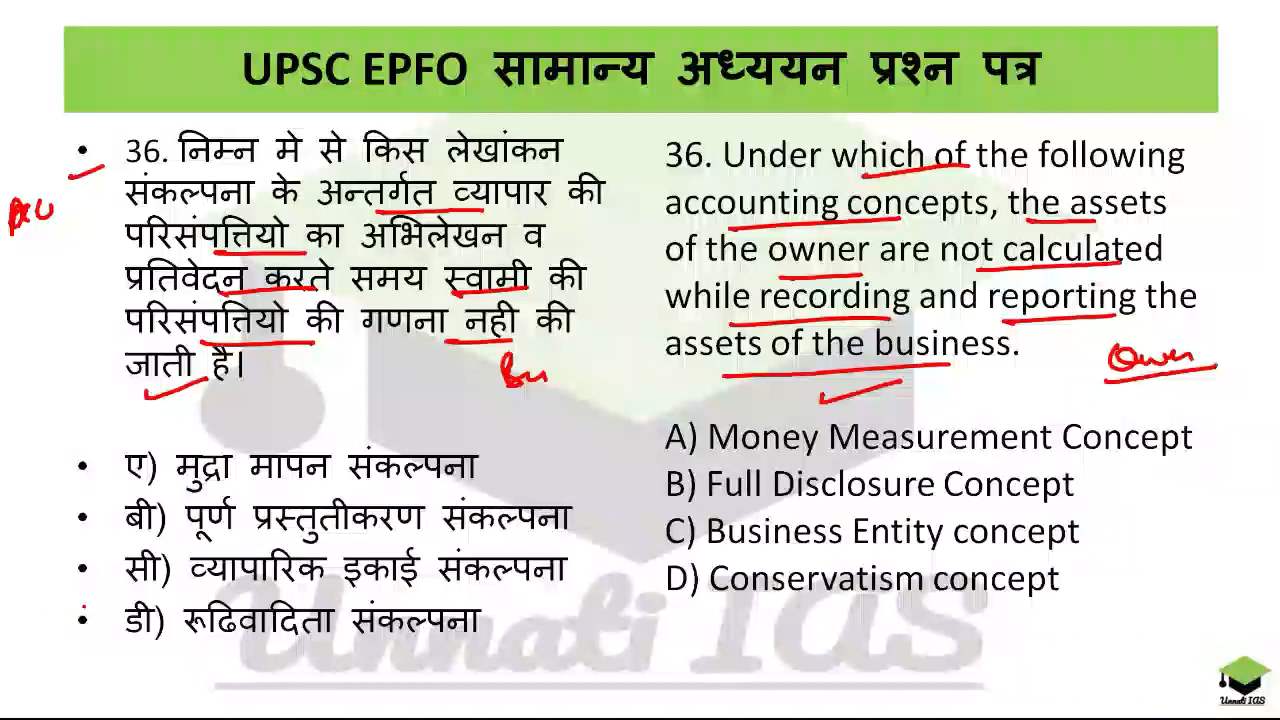 UPSC EPFO सामान्य अध्ययन प्रश्न पत्र
• 36. निम्न मे से किस लेखांकन
संकल्पना के अन्तर्गत व्यापार की
परिसंपत्तियो का अभिलेखन व
प्रतिवेदन करते समय स्वामी की
परिसंपत्तियो की गणना नही की
जाती है।
• ए) मुद्रा मापन संकल्पना
• बी) पूर्ण प्रस्तुतीकरण संकल्पना
• सी) व्यापारिक इकाई संकल्पना
• डी) रूढिवादिता संकल्पना
36. Under which of the following
accounting concepts, the assets
of the owner are not calculated
while recording and reporting the
assets of the business.
Owner
A) Money Measurement Concept
B) Full Disclosure Concept
C) Business Entity concept
D) Conservatism concept
Unnati IAS
Unnati IAS